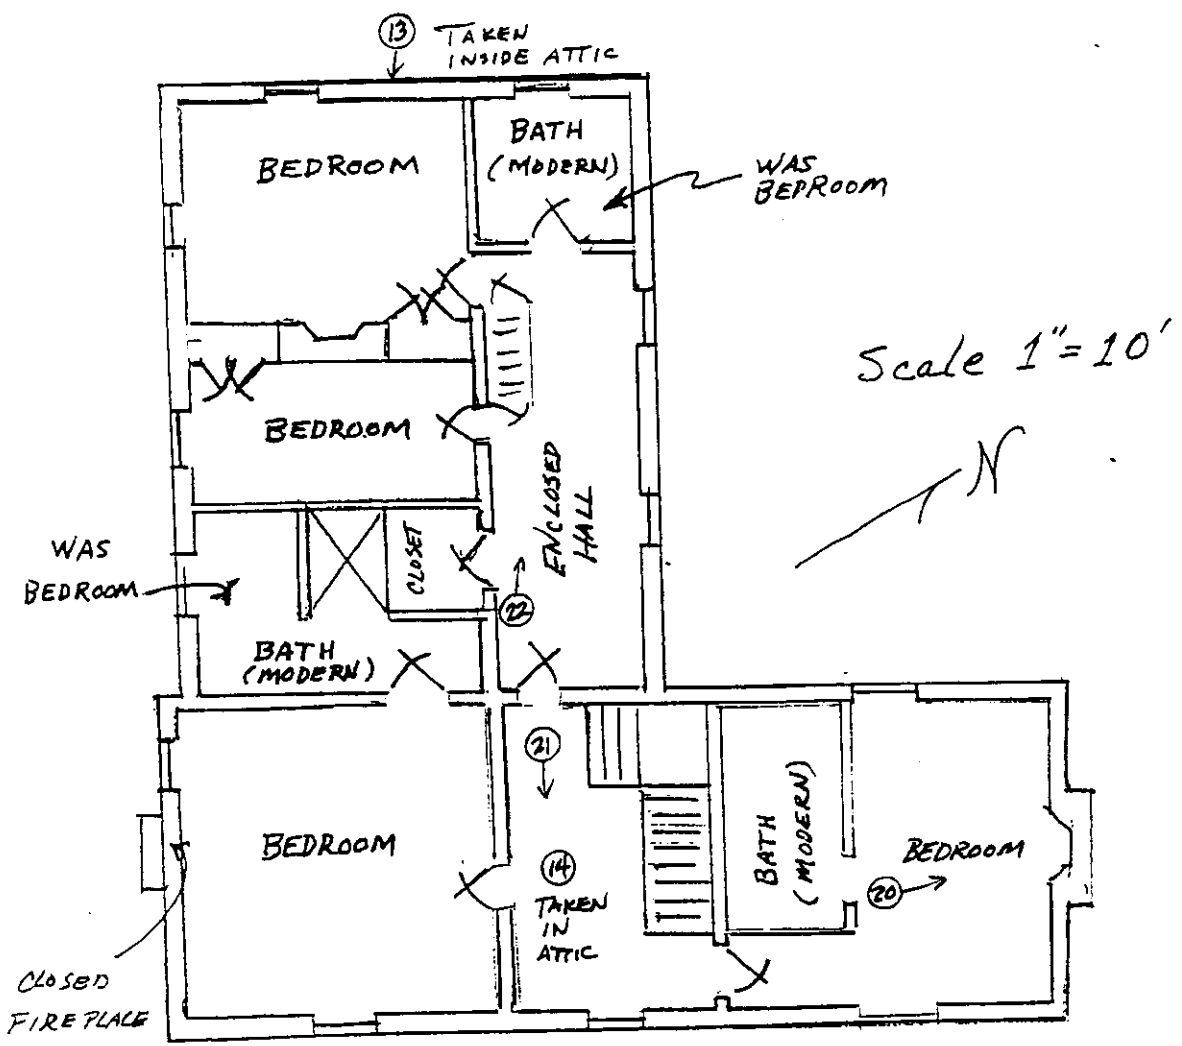 13 TAKEN
INSIDE ATTIC
BEDROOM
BATH
(MODERN)
WAS
BEDROOM
Scale 1"=10'
N
BEDROOM
ENCLOSED
HALL
CLOSET
WAS
BEDROOM
22
BATH
(MODERN)
21
BEDROOM
14
TAKEN
IN
ATTIC
BATH
(MODERN)
BEDROOM
20
CLOSED
FIREPLACE